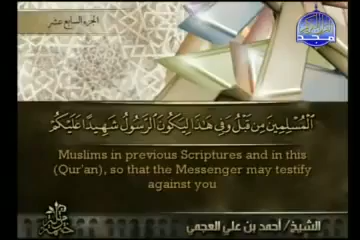 الجزء السابع عشر
المجد
الْمُسْلِمِينَ مِن قَبْلُ وَفِي هَٰذَا لِيَكُونَ الرَّسُولُ شَهِيدًا عَلَيْكُمْ
Muslims in previous Scriptures and in this
(Qur'an), so that the Messenger may testify
against you
الشيخ/ أحمد بن علي العجمي